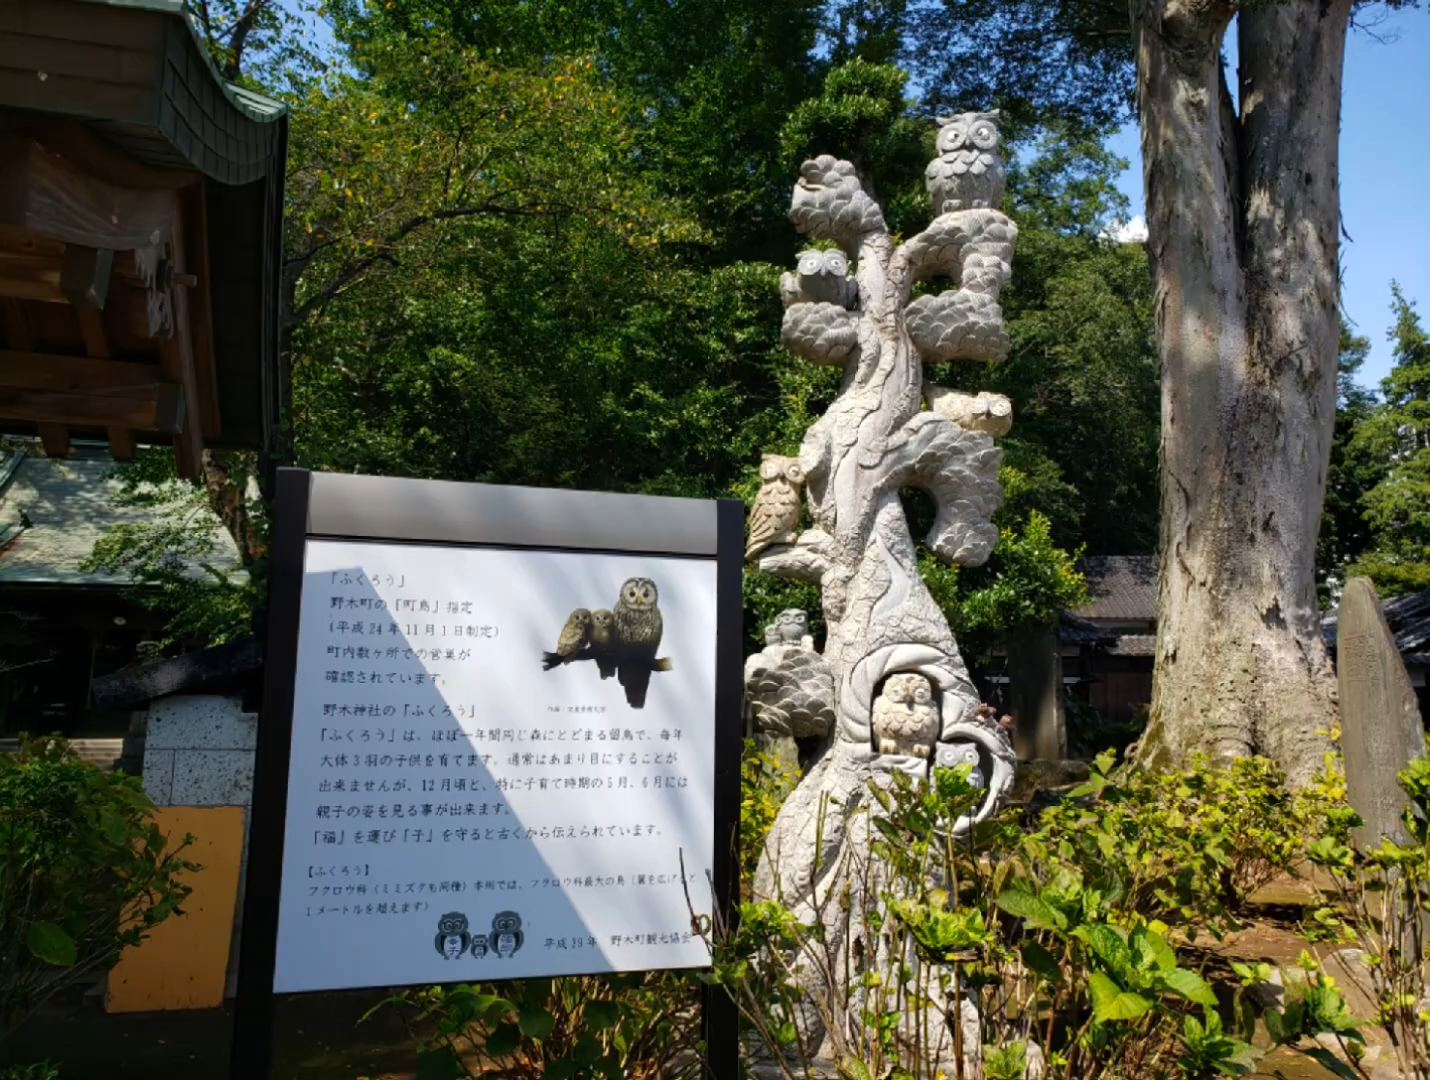 「ふくろう」
野木町の「町鳥」指定
(平成24年11月1日制定)
町内数ヶ所での営巣が
確認されています。
野木神社の「ふくろう」
「ふくろう」は、ほぼ一年間同じ森にとどまる留鳥で、毎年
大体3羽の子供を育てます。通常はあまり目にすることが
出来ませんが、12月頃と、特に子育て時期の5月、6月には
親子の姿を見る事が出来ます。
「福」を運び「子」を守ると古くから伝えられています。
【ふくろう】
フクロウ科(ミミズクも同種)本州では、フクロウ科最大の鳥(翼を広げると
1メートルを超えます)
平成29年 野木町観光協会